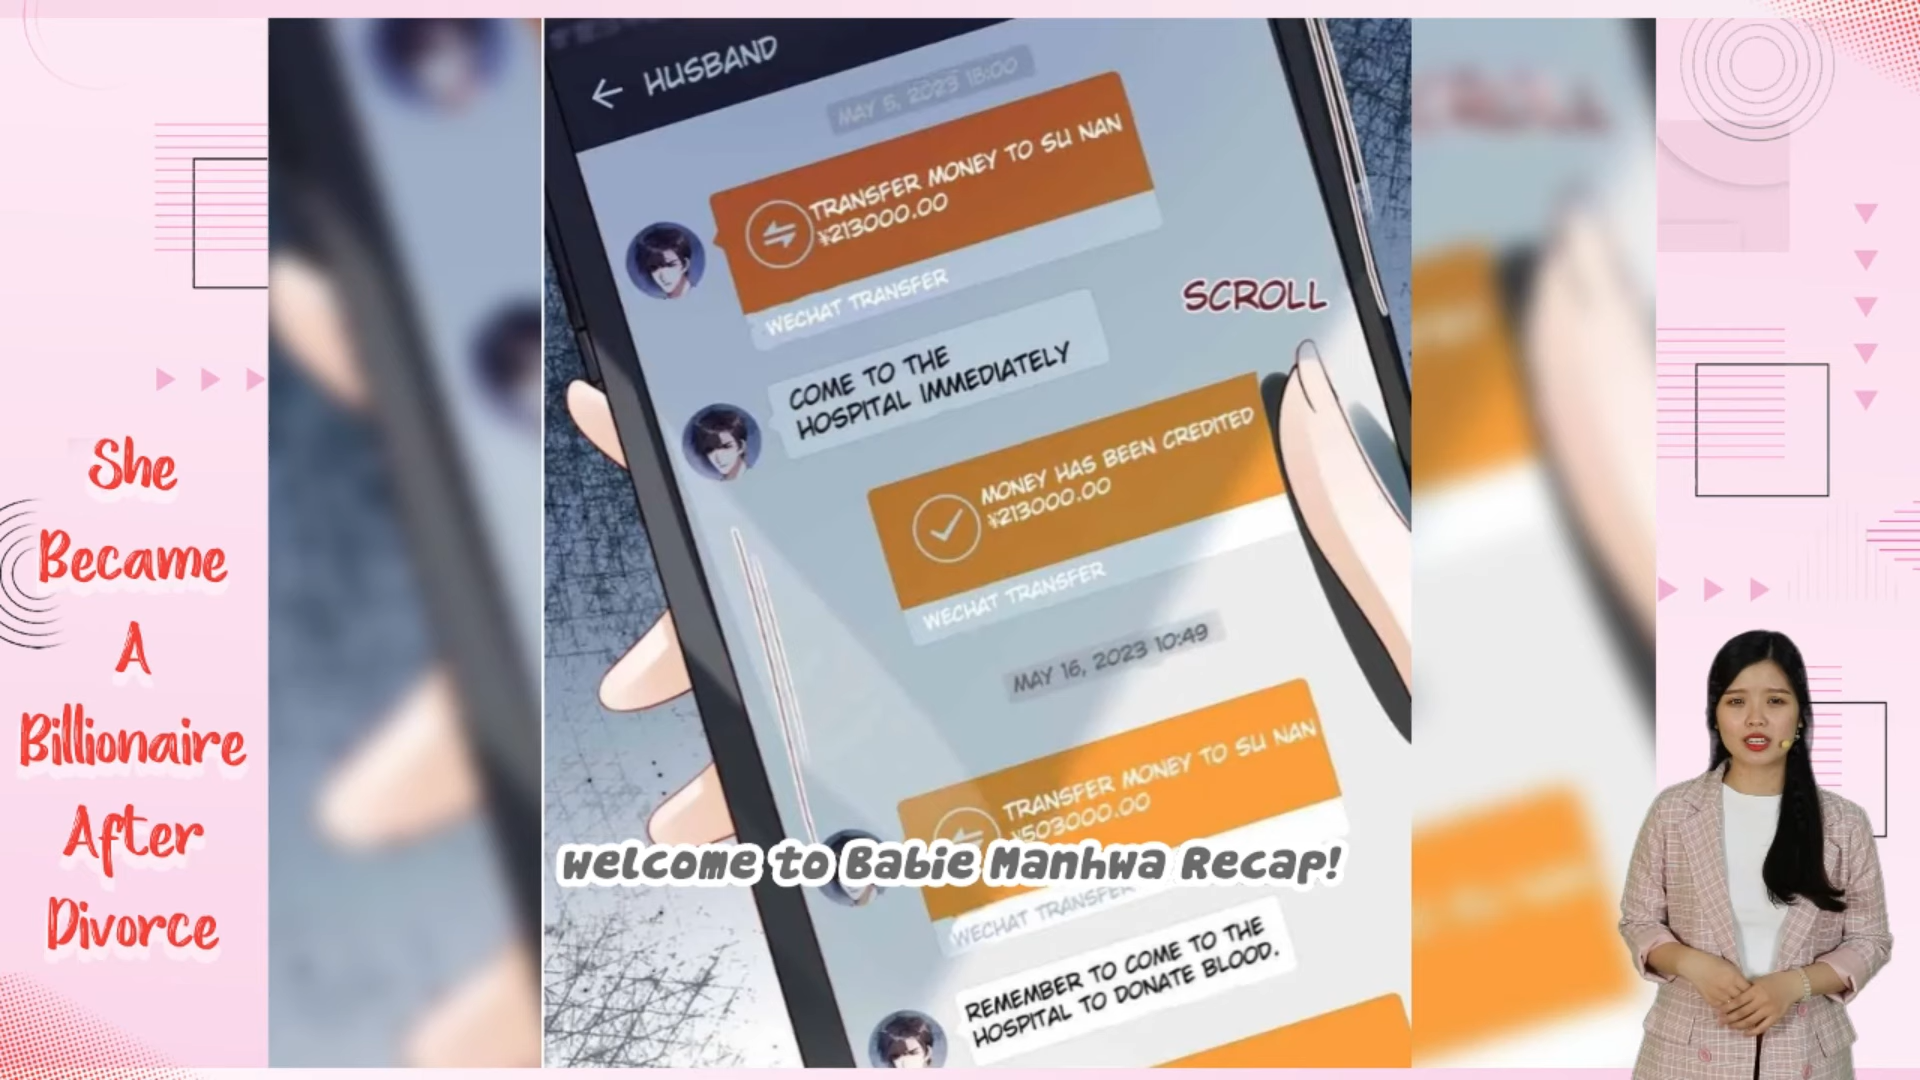 She
Became
A
Billionaire
After
Divorce
HUSBAND
MAY 5, 2023 18:00
TRANSFER MONEY TO SU NAN
¥213000.00
WECHAT TRANSFER
COME TO THE
HOSPITAL IMMEDIATELY
SCROLL
MONEY HAS BEEN CREDITED
¥213000.00
WECHAT TRANSFER
MAY 16, 2023 10:49
TRANSFER MONEY TO SU NAN
¥503000.00
welcome to Babie Manhwa Recap!
WECHAT TRANSFER
REMEMBER TO COME TO THE
HOSPITAL TO DONATE BLOOD.